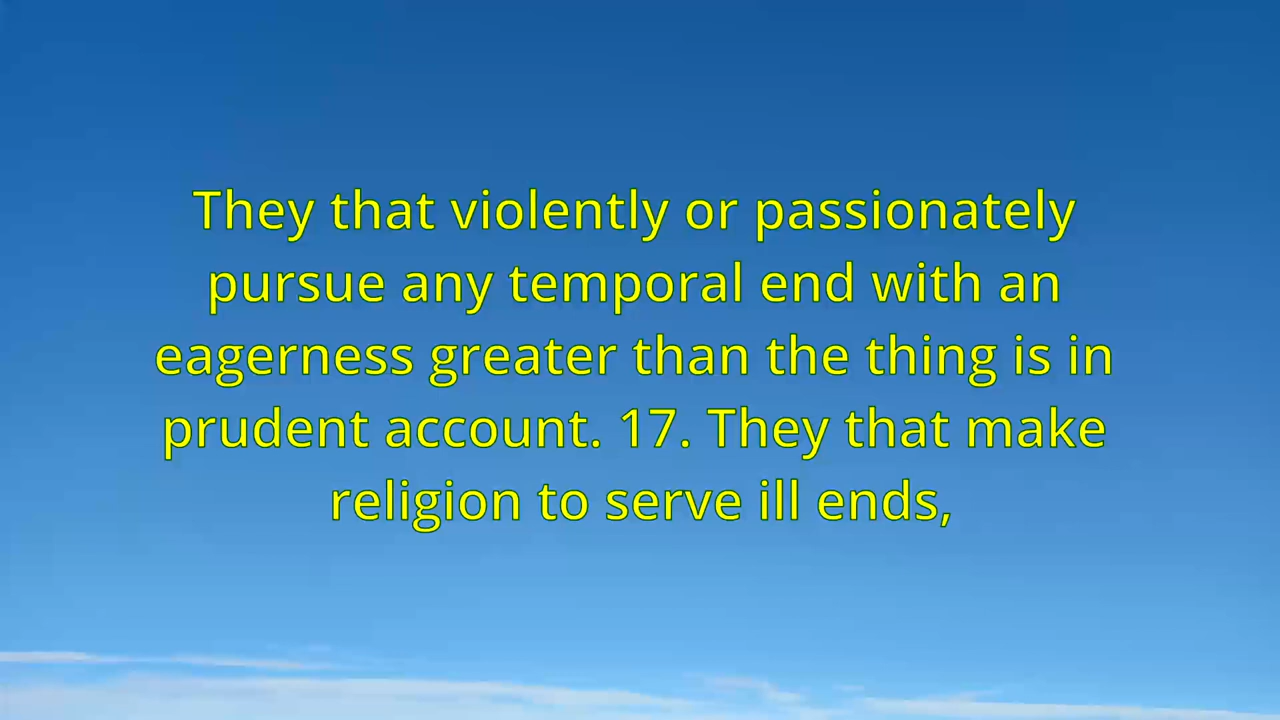 They that violently or passionately
pursue any temporal end with an
eagerness greater than the thing is in
prudent account. 17. They that make
religion to serve ill ends,